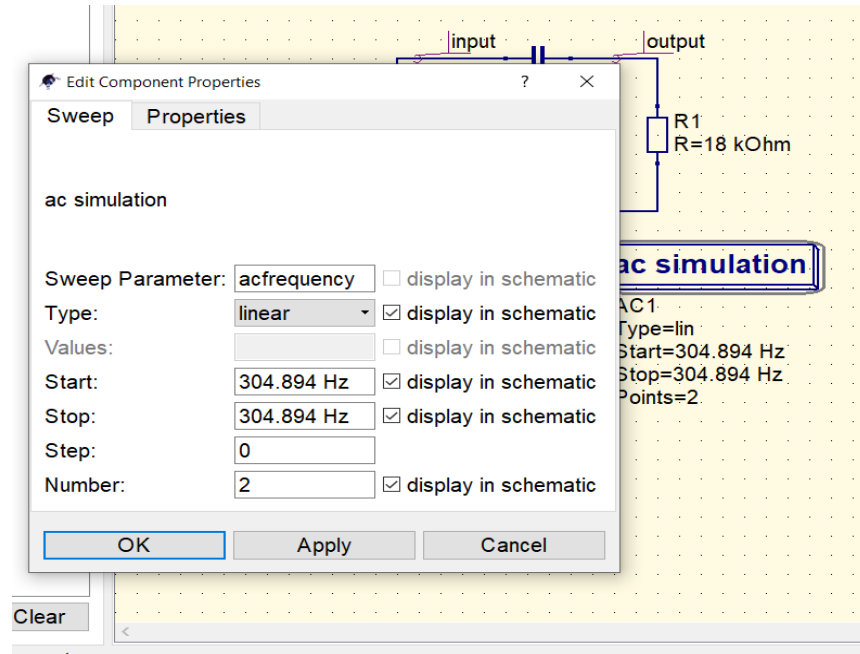 input
output
Edit Component Properties
?
Sweep
Properties
R1
R=18 kOhm
ac simulation
Sweep Parameter: acfrequency display in schematic
Type: linear display in schematic
Values: display in schematic
Start: 304.894 Hz display in schematic
Stop: 304.894 Hz display in schematic
Step: 0
Number: 2 display in schematic
OK
Apply
Cancel
ac simulation
AC1
Type=lin
Start=304.894 Hz
Stop=304.894 Hz
Points=2
Clear